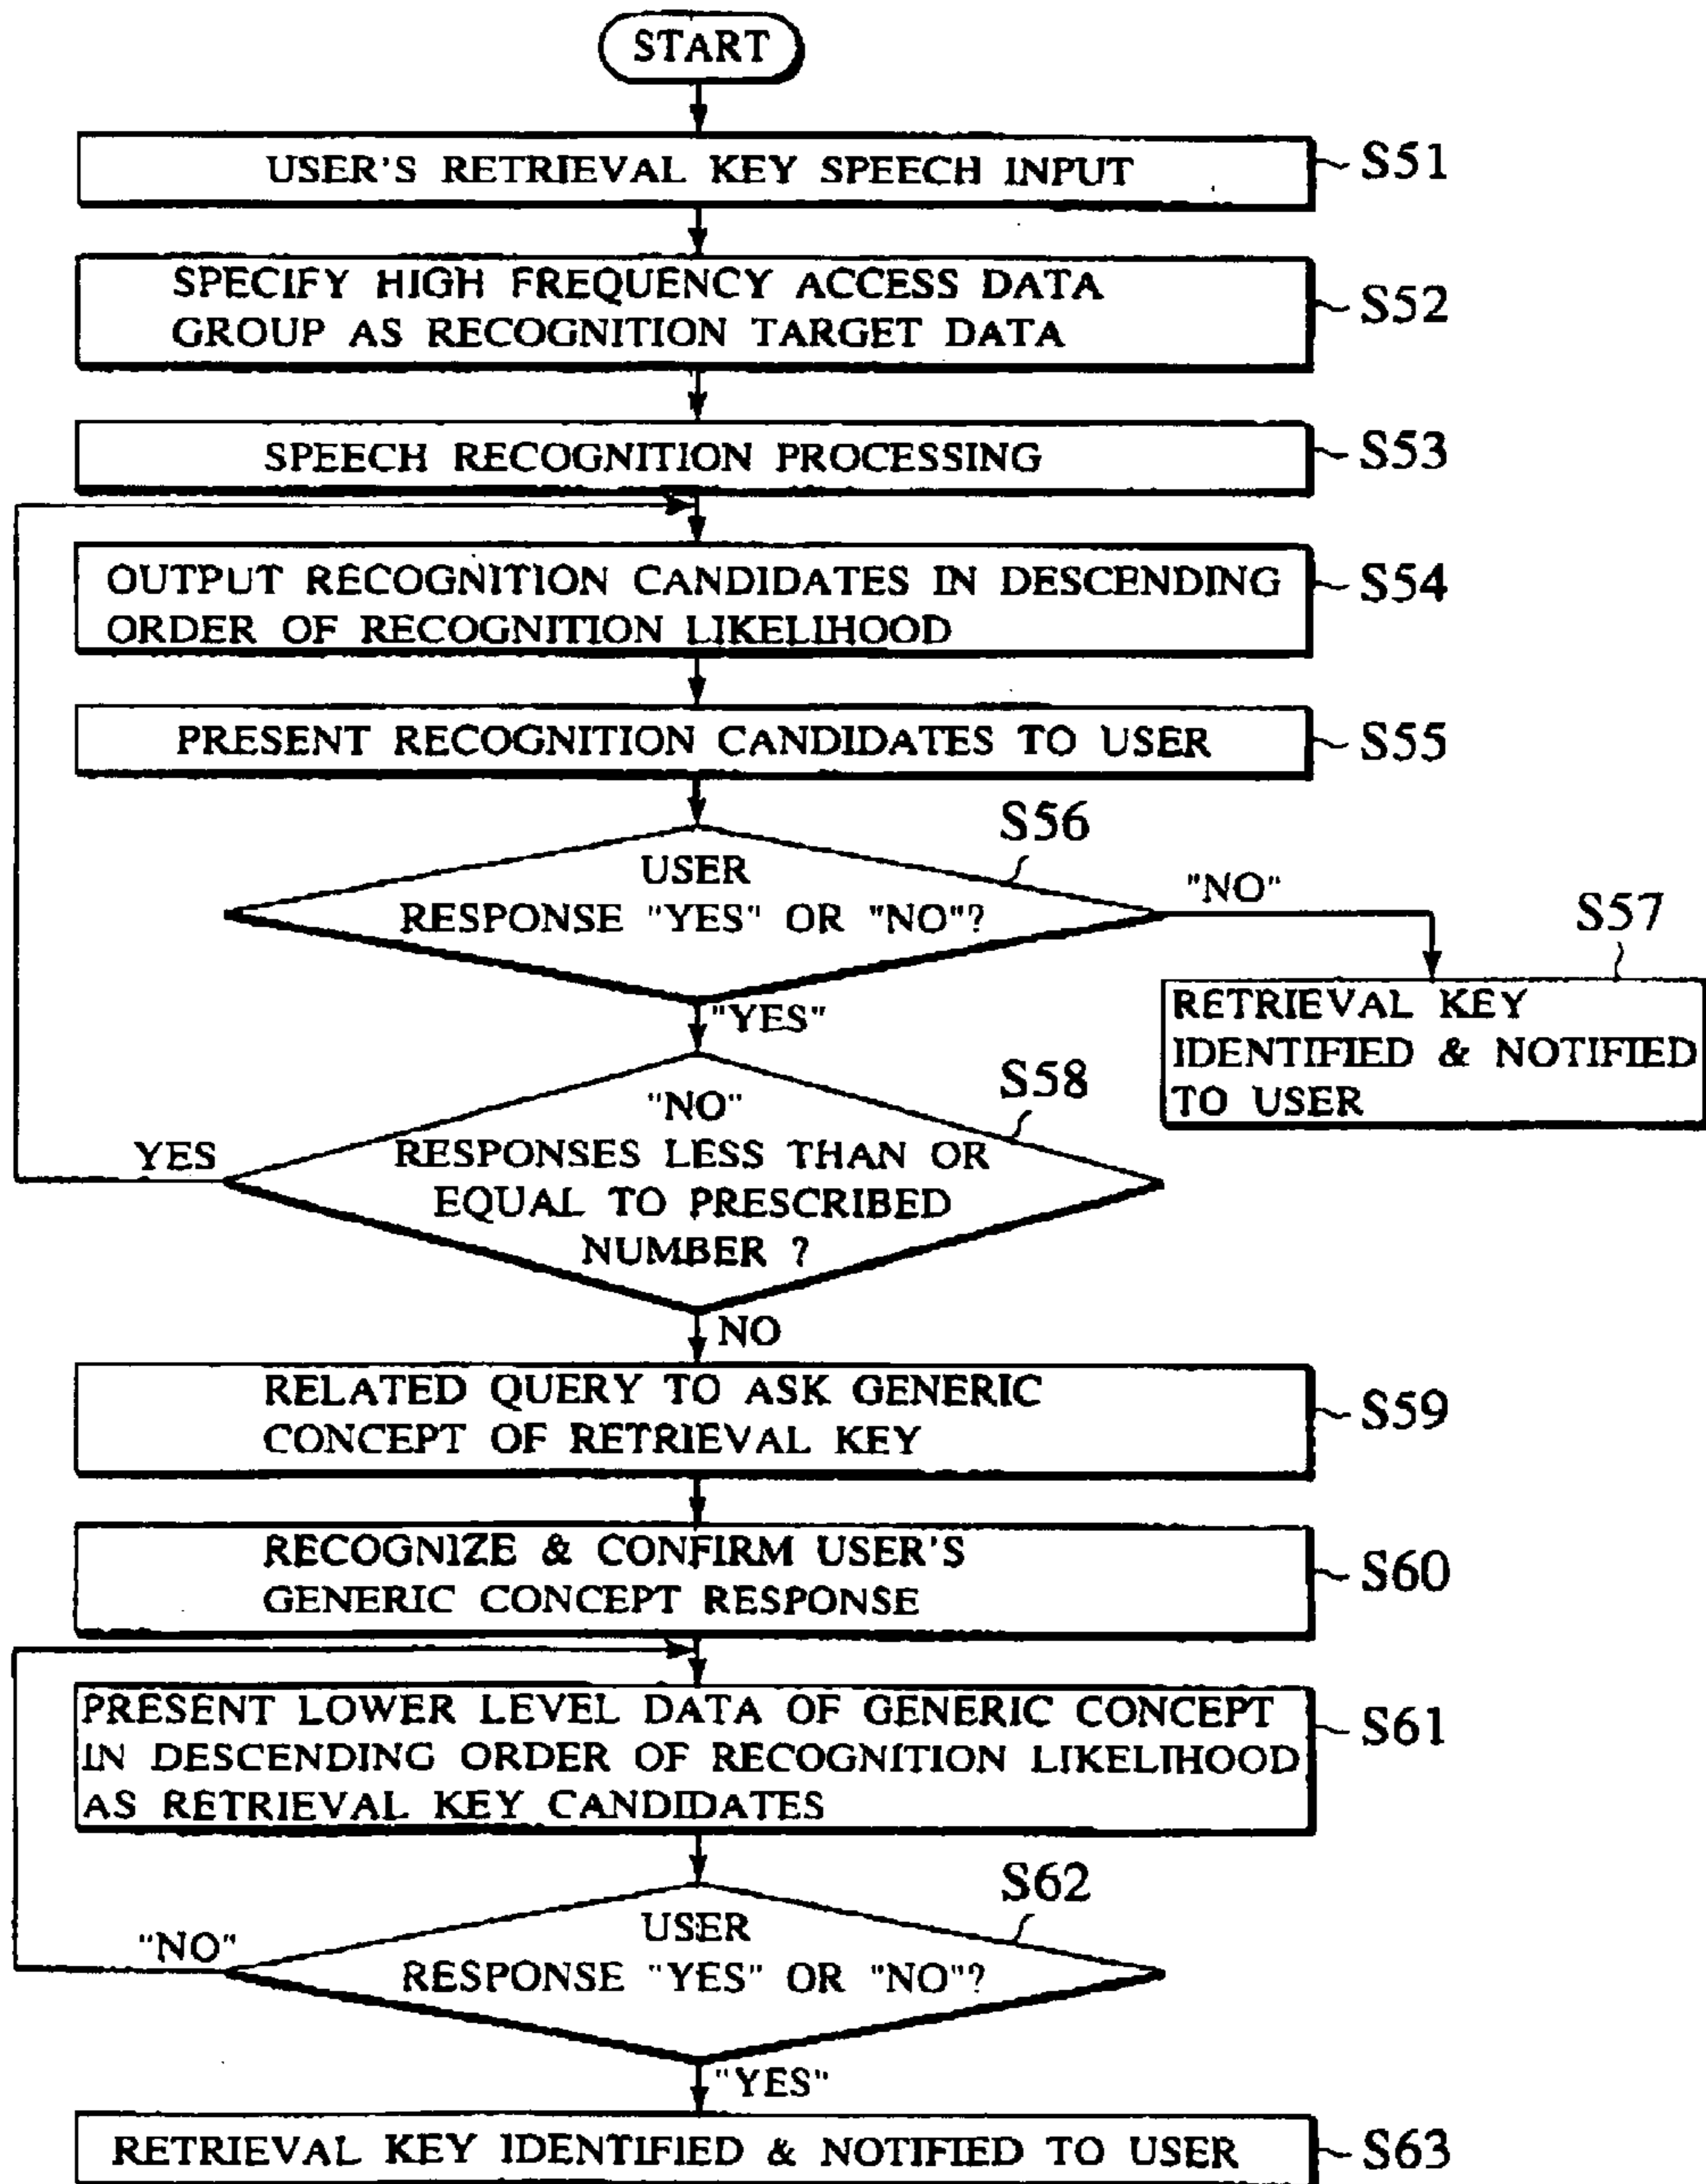 START
USER'S RETRIEVAL KEY SPEECH INPUT
S51
SPECIFY HIGH FREQUENCY ACCESS DATA
GROUP AS RECOGNITION TARGET DATA
S52
SPEECH RECOGNITION PROCESSING
S53
OUTPUT RECOGNITION CANDIDATES IN DESCENDING
ORDER OF RECOGNITION LIKELIHOOD
S54
PRESENT RECOGNITION CANDIDATES TO USER
S55
S56
USER
RESPONSE "YES" OR "NO"?
"NO"
S57
RETRIEVAL KEY
IDENTIFIED & NOTIFIED
TO USER
"YES"
S58
"NO"
RESPONSES LESS THAN OR
EQUAL TO PRESCRIBED
NUMBER ?
YES
NO
RELATED QUERY TO ASK GENERIC
CONCEPT OF RETRIEVAL KEY
S59
RECOGNIZE & CONFIRM USER'S
GENERIC CONCEPT RESPONSE
S60
PRESENT LOWER LEVEL DATA OF GENERIC CONCEPT
IN DESCENDING ORDER OF RECOGNITION LIKELIHOOD
AS RETRIEVAL KEY CANDIDATES
S61
S62
USER
RESPONSE "YES" OR "NO"?
"NO"
"YES"
RETRIEVAL KEY IDENTIFIED & NOTIFIED TO USER
S63